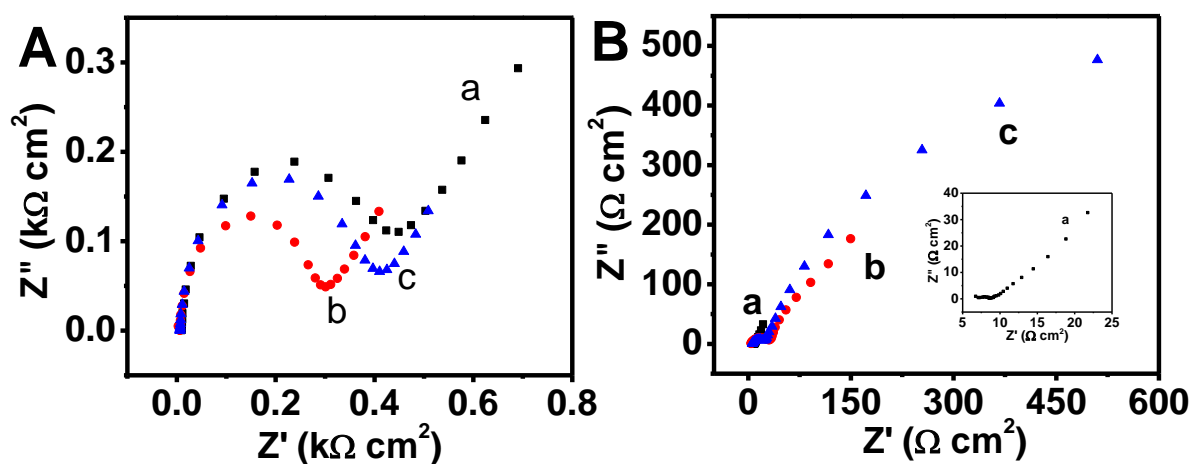 A
Z" (kΩ cm²)
0.3
0.2
0.1
0.0
a
b
c
0.0 0.2 0.4 0.6 0.8
Z' (kΩ cm²)
B
Z" (Ω cm²)
500
400
300
200
100
0
a
b
c
0 150 300 450 600
Z' (Ω cm²)
Z" (Ω cm²)
40
30
20
10
0
a
5 10 15 20 25
Z' (Ω cm²)